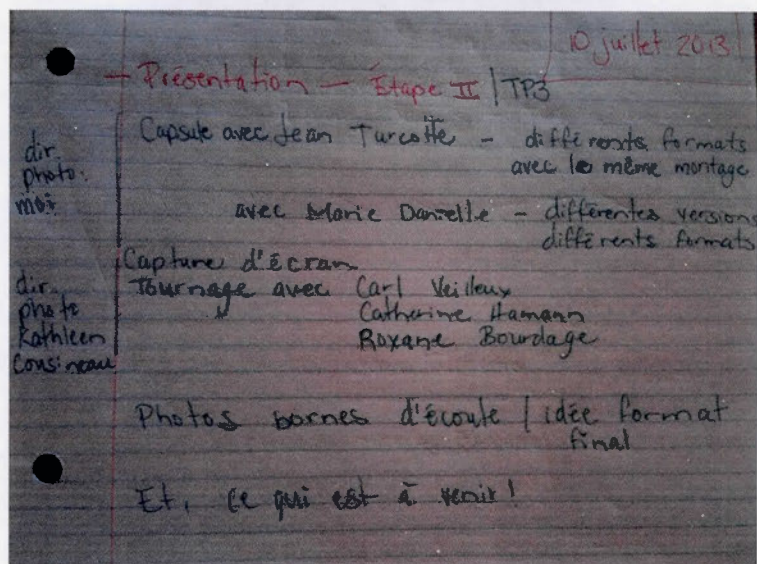 10 juillet 2013
- Présentation - Étape II | TP3
Capsule avec Jean Turcotte - différents formats
avec le même montage
dir.
photo:
moi
avec Marie Danielle - différentes versions
différents formats
Capture d'écran
Tournage avec Carl Veilleux
Catherine Hamann
Roxane Bourdage
dir.
photo
Kathleen
Cousineau
Photos bornes d'écoute | idée format
final
Et, ce qui est à venir !